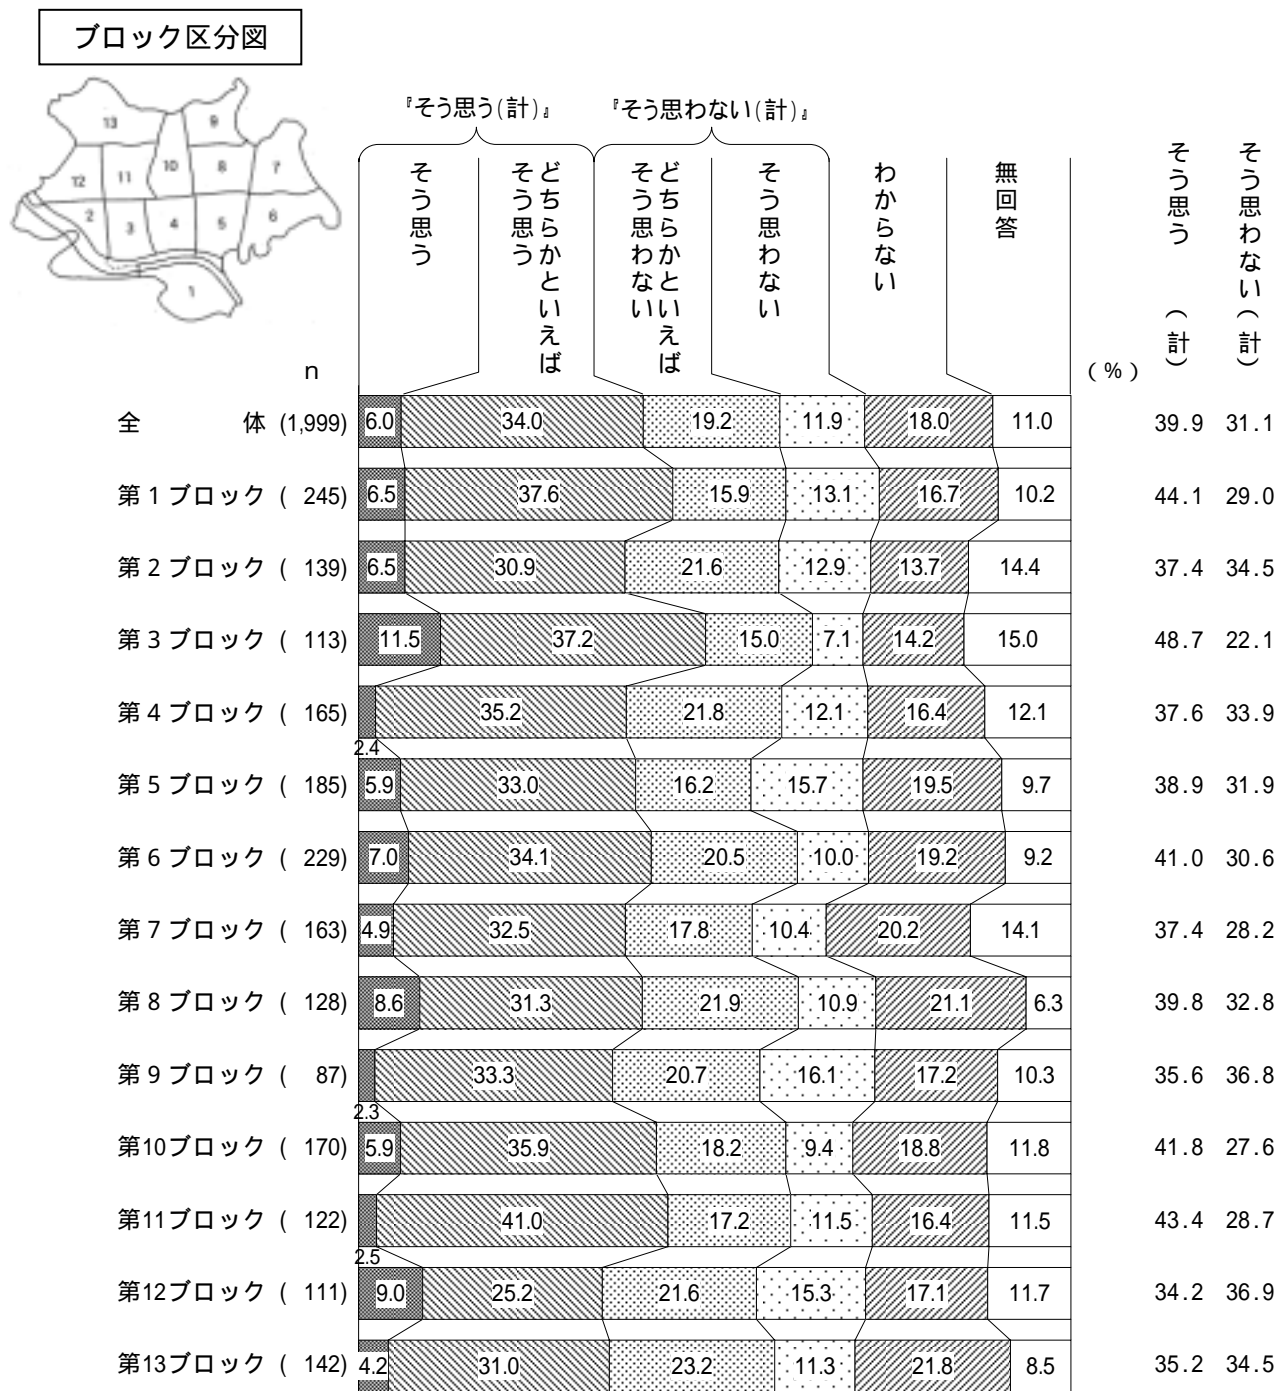 ブロック区分図
13
9
12
11
10
8
7
2
3
4
5
6
1
『そう思う(計)』
『そう思わない(計)』
そう思う
どちらかといえば
そう思う
どちらかといえば
そう思わない
そう思わない
わからない
無回答
そう思う (計)
そう思わない(計)
n
(%)
全 体 (1,999) 6.0 34.0 19.2 11.9 18.0 11.0 39.9 31.1
第1ブロック ( 245) 6.5 37.6 15.9 13.1 16.7 10.2 44.1 29.0
第2ブロック ( 139) 6.5 30.9 21.6 12.9 13.7 14.4 37.4 34.5
第3ブロック ( 113) 11.5 37.2 15.0 7.1 14.2 15.0 48.7 22.1
第4ブロック ( 165) 2.4 35.2 21.8 12.1 16.4 12.1 37.6 33.9
第5ブロック ( 185) 5.9 33.0 16.2 15.7 19.5 9.7 38.9 31.9
第6ブロック ( 229) 7.0 34.1 20.5 10.0 19.2 9.2 41.0 30.6
第7ブロック ( 163) 4.9 32.5 17.8 10.4 20.2 14.1 37.4 28.2
第8ブロック ( 128) 8.6 31.3 21.9 10.9 21.1 6.3 39.8 32.8
第9ブロック ( 87) 2.3 33.3 20.7 16.1 17.2 10.3 35.6 36.8
第10ブロック ( 170) 5.9 35.9 18.2 9.4 18.8 11.8 41.8 27.6
第11ブロック ( 122) 2.5 41.0 17.2 11.5 16.4 11.5 43.4 28.7
第12ブロック ( 111) 9.0 25.2 21.6 15.3 17.1 11.7 34.2 36.9
第13ブロック ( 142) 4.2 31.0 23.2 11.3 21.8 8.5 35.2 34.5